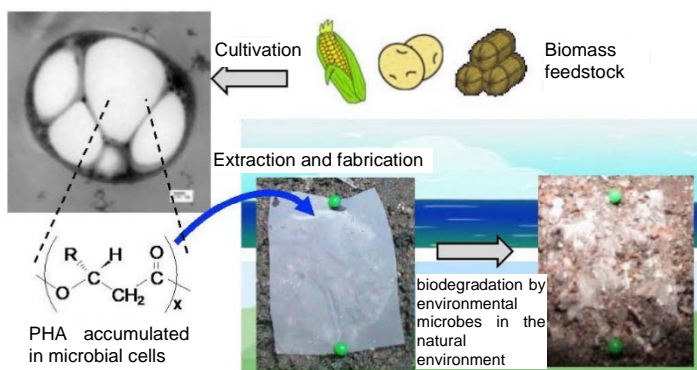 Cultivation
Biomass
feedstock
Extraction and fabrication
R
H
O
O
CH2
x
PHA accumulated
in microbial cells
biodegradation by
environmental
microbes in the
natural
environment